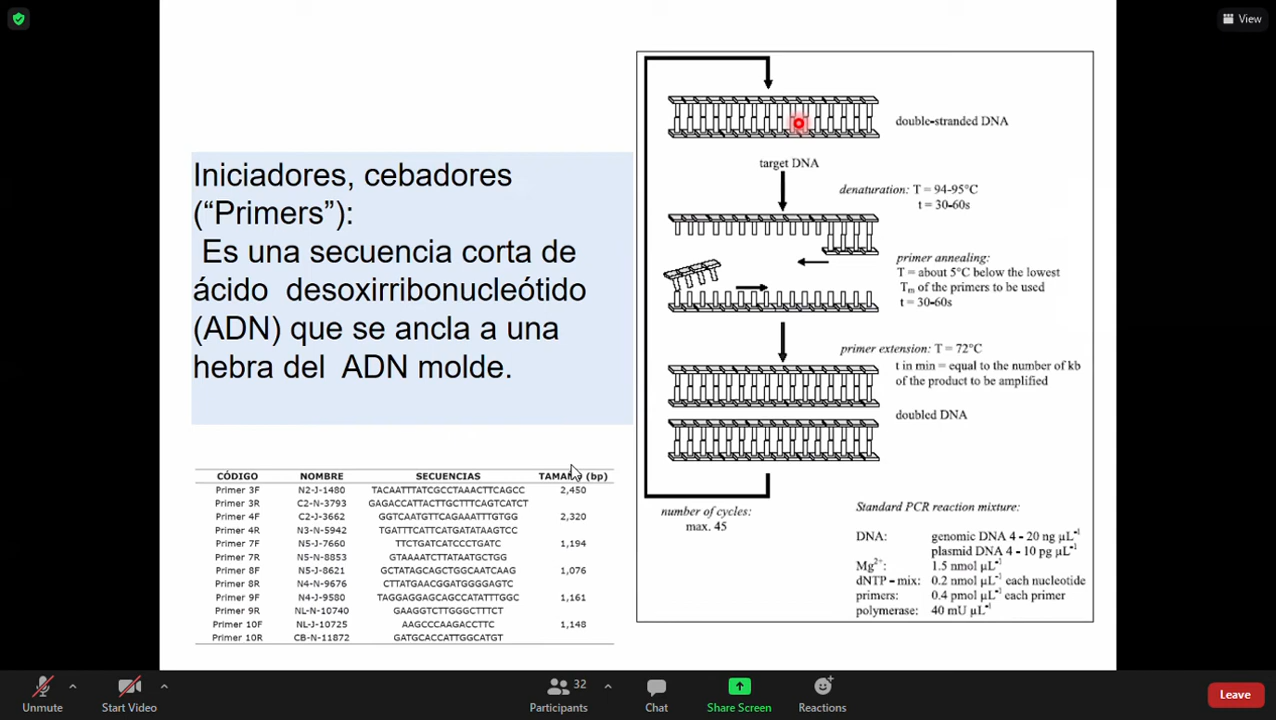 View
Iniciadores, cebadores
(“Primers”):
Es una secuencia corta de
ácido desoxirribonucleótido
(ADN) que se ancla a una
hebra del ADN molde.
CÓDIGO NOMBRE SECUENCIAS (bp)
Primer 3F N2-J-1480 TACAATTTATCGCCTAAACTTCAGCC 2,450
Primer 3R C2-N-3793 GAGACCATTACTTGCTTTCAGTCATCT
Primer 4F C2-J-3662 GGTCAATGTTCAGAAATTTGTGG 2,320
Primer 4R N3-N-5942 TGATTTCATTCATGATATAAGTCC
Primer 7F N5-J-7660 TTCTGATCATCCCTGATC 1,194
Primer 7R N5-N-8853 GTAAAATCTTATAATGCTGG
Primer 8F N5-J-8621 GCTATAGCAGCTGGCAATCAAG 1,076
Primer 8R N4-N-9676 CTTATGAACGGATGGGGAGTC
Primer 9F N4-J-9580 TAGGAGGAGCAGCCATATTTGGC 1,161
Primer 9R NL-N-10740 GAAGGTCTTGGGCTTTCT
Primer 10F NL-J-10725 AAGCCCAAGACCTTC 1,148
Primer 10R CB-N-11872 GATGCACCATTGGCATGT
double-stranded DNA
target DNA
denaturation: T = 94-95°C
t = 30-60s
primer annealing:
T = about 5°C below the lowest
Tm of the primers to be used
t = 30-60s
primer extension: T = 72°C
t in min = equal to the number of kb
of the product to be amplified
doubled DNA
number of cycles:
max. 45
Standard PCR reaction mixture:
DNA: genomic DNA 4 - 20 ng µL⁻¹
plasmid DNA 4 - 10 pg µL⁻¹
Mg²⁺: 1.5 nmol µL⁻¹
dNTP - mix: 0.2 nmol µL⁻¹ each nucleotide
primers: 0.4 pmol µL⁻¹ each primer
polymerase: 40 mU µL⁻¹
Unmute Start Video Participants 32 Chat Share Screen Reactions Leave